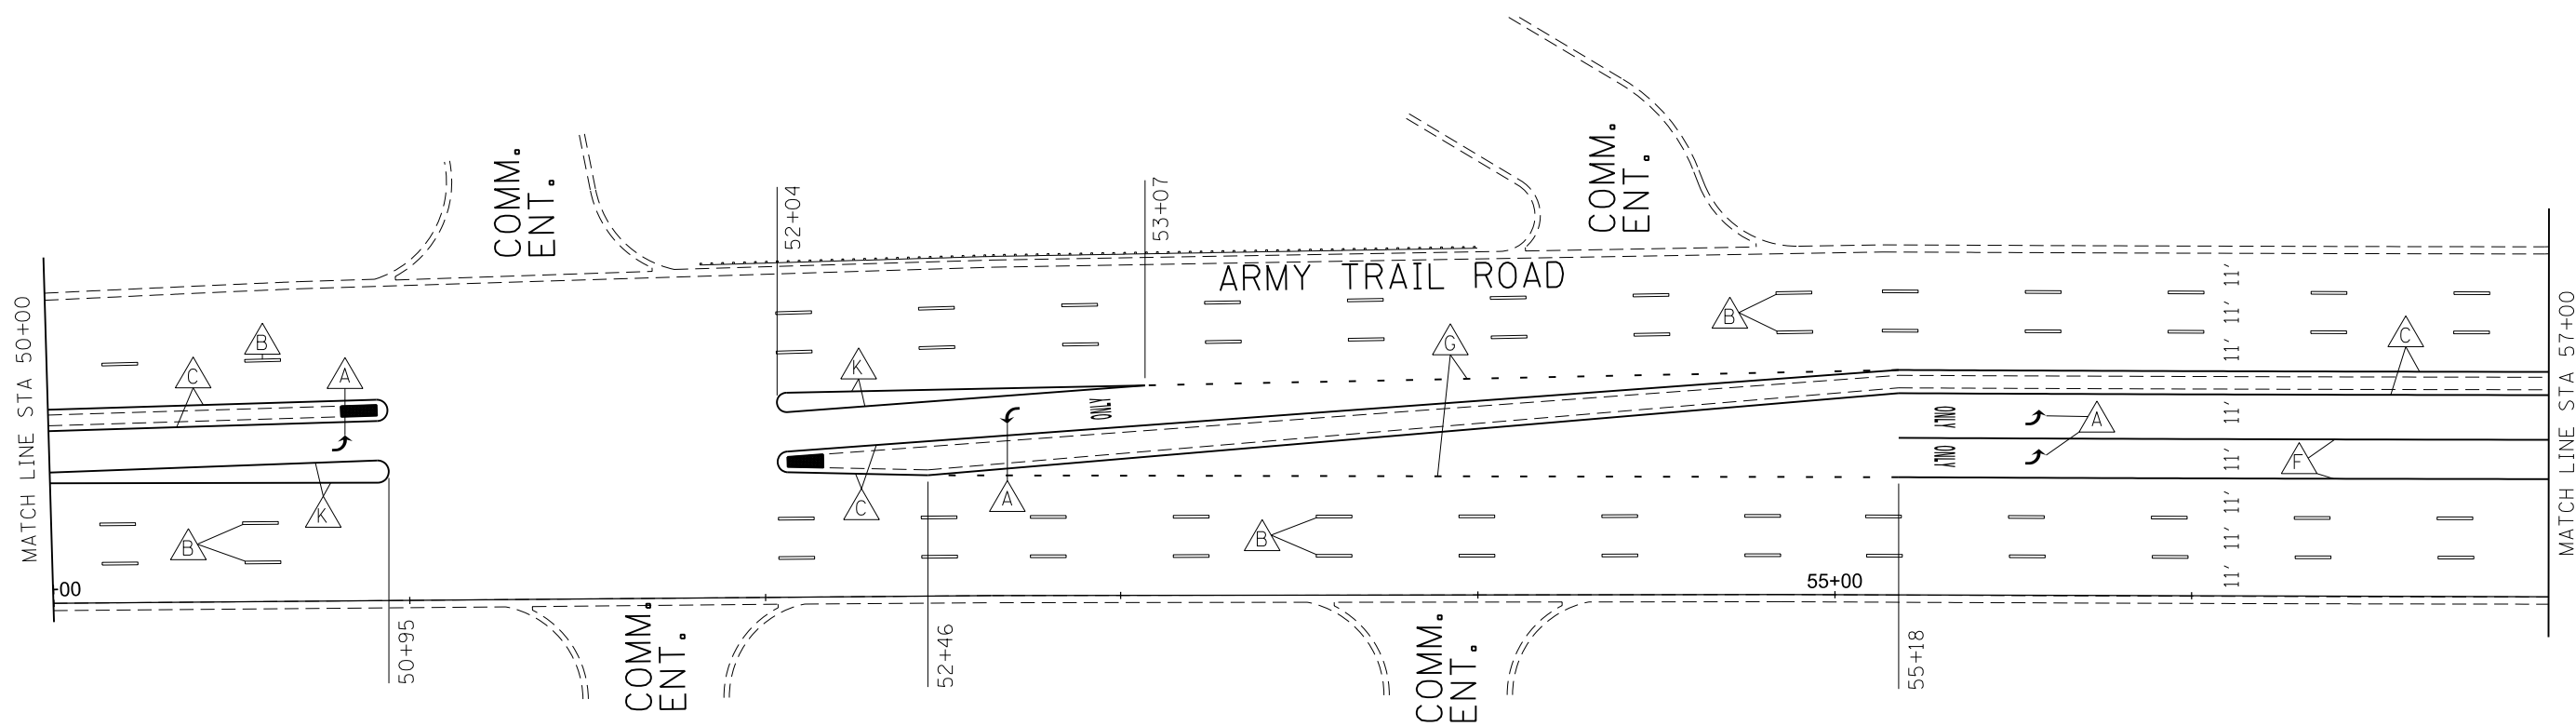 COMM.
ENT.
COMM.
ENT.
52+04
53+07
ARMY TRAIL ROAD
MATCH LINE STA 50+00
MATCH LINE STA 57+00
B
C
A
K
G
B
C
ONLY
ONLY
ONLY
A
F
K
B
C
A
B
11' 11' 11'
11'
11'
11' 11' 11'
+00
55+00
50+95
52+46
55+18
COMM.
ENT.
COMM.
ENT.